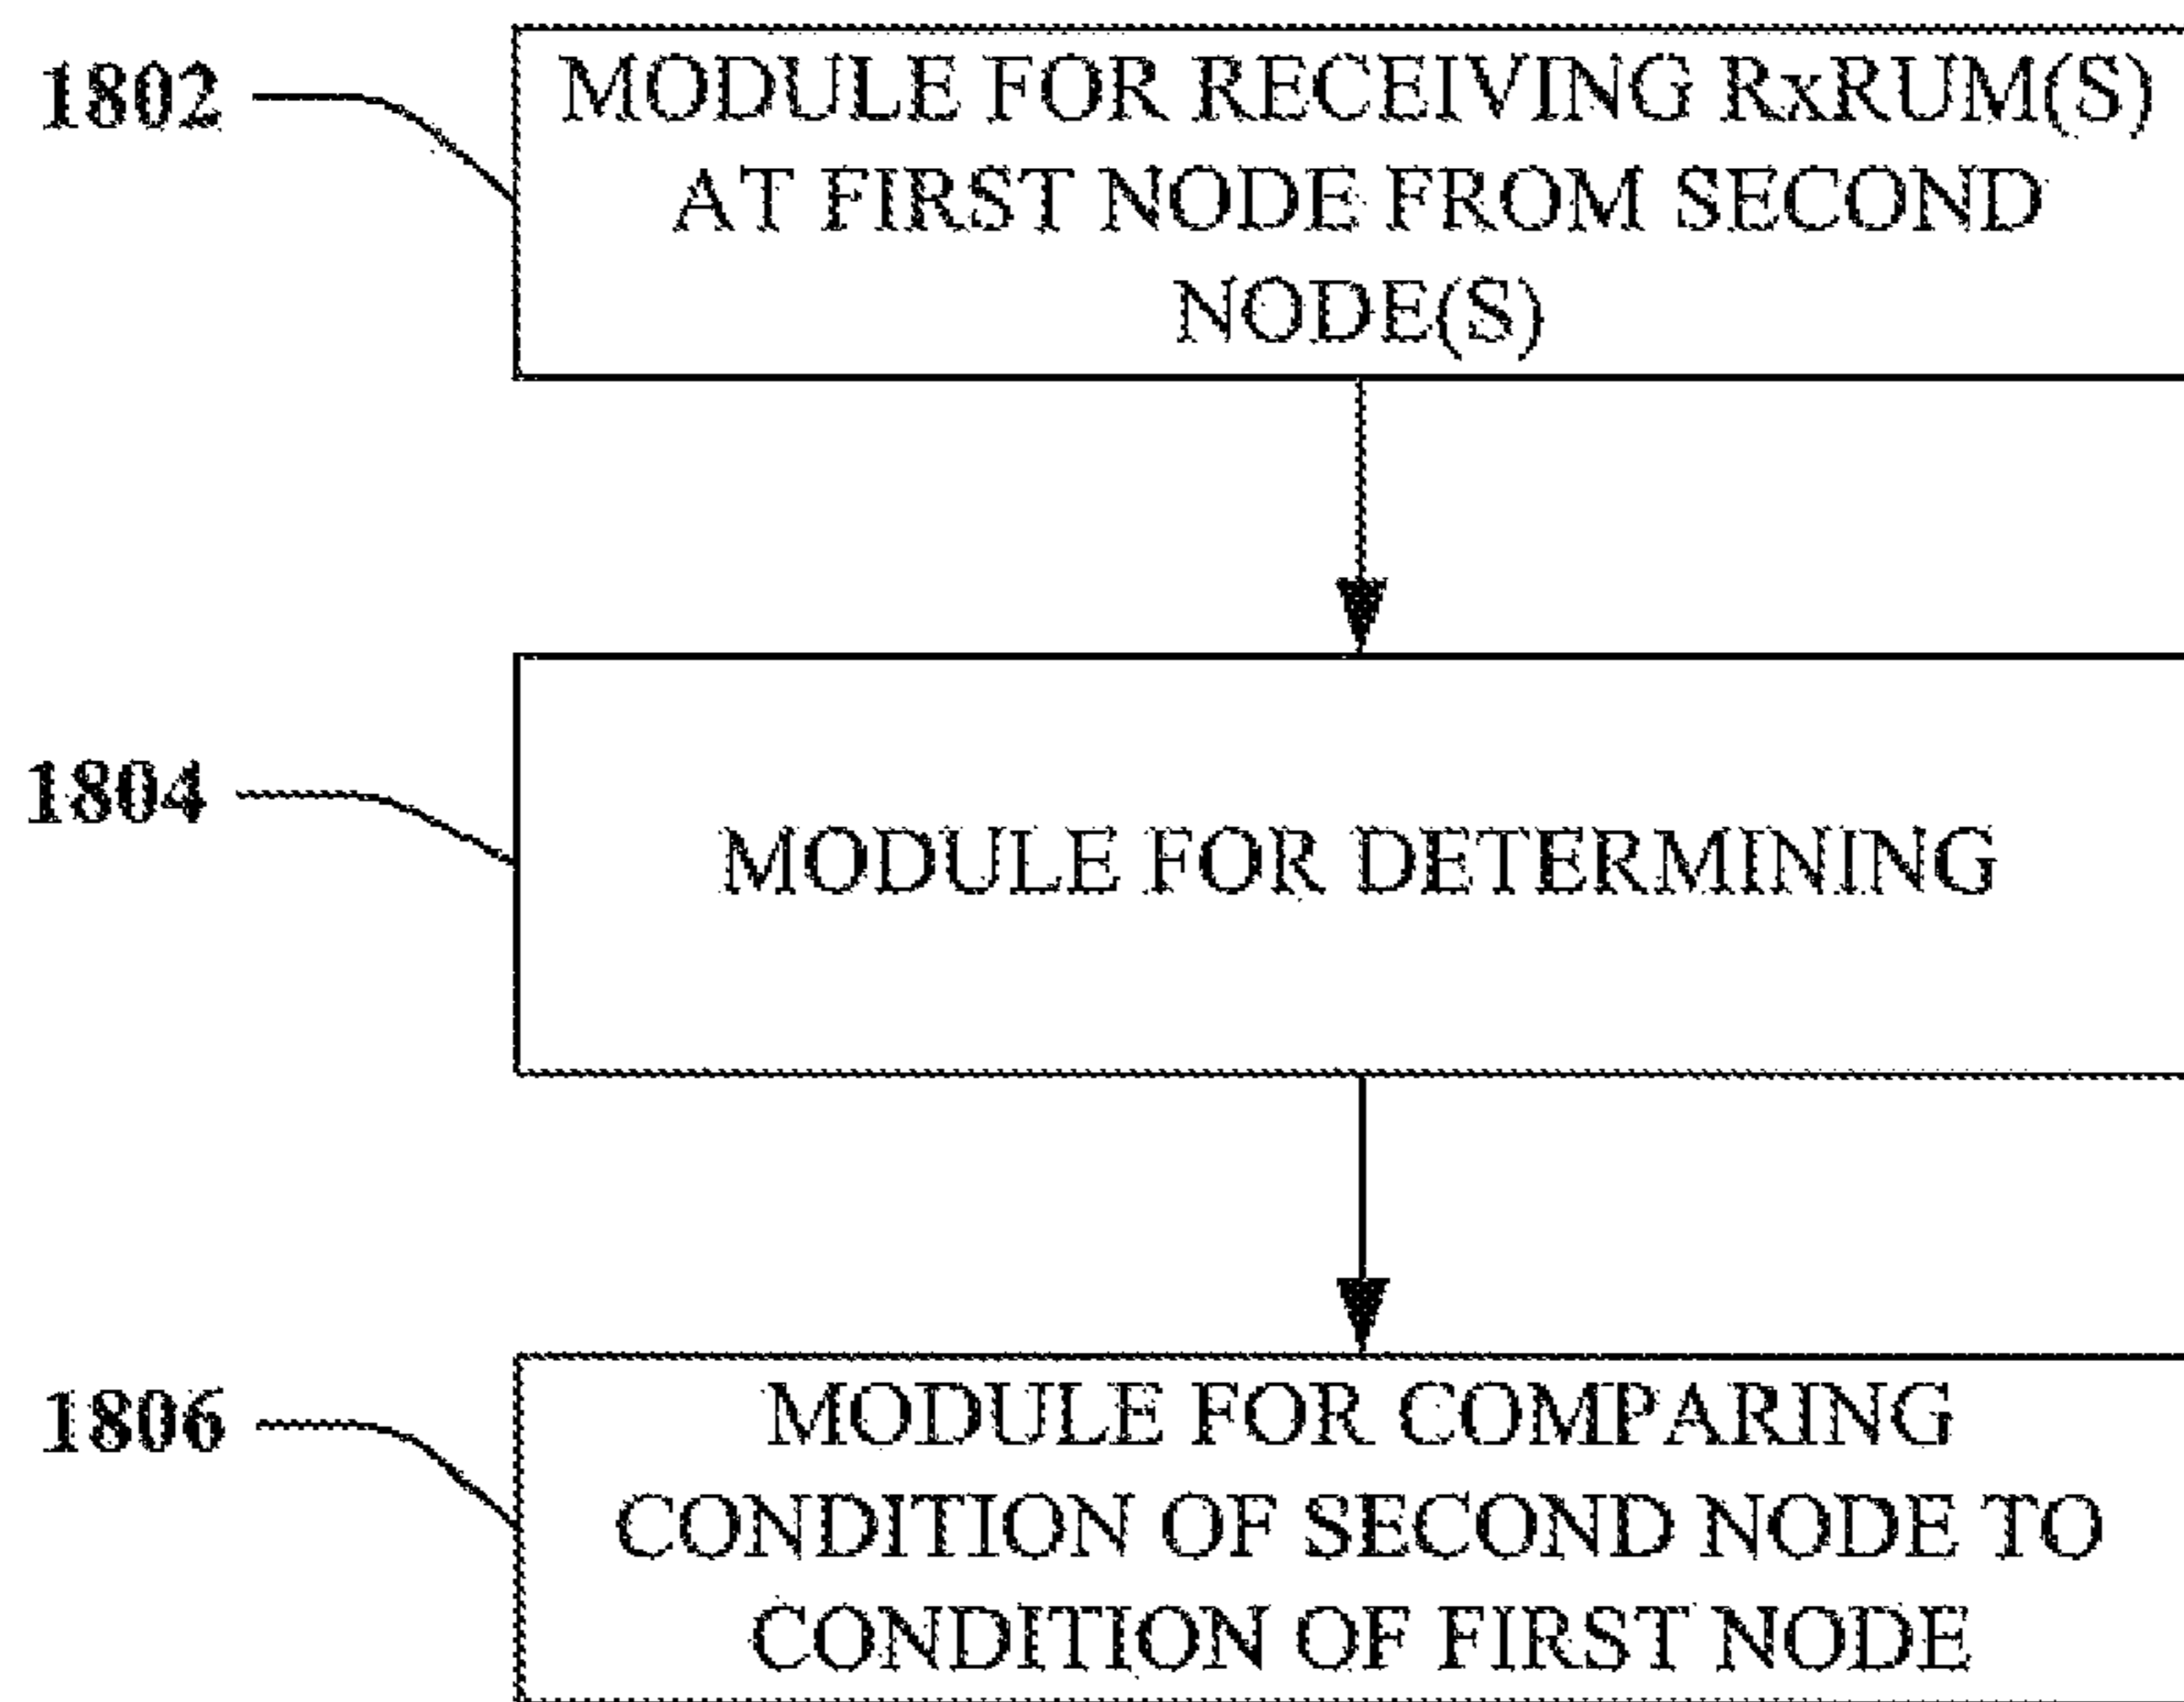 1802
MODULE FOR RECEIVING RxRUM(S)
AT FIRST NODE FROM SECOND
NODE(S)
1804
MODULE FOR DETERMINING
1806
MODULE FOR COMPARING
CONDITION OF SECOND NODE TO
CONDITION OF FIRST NODE